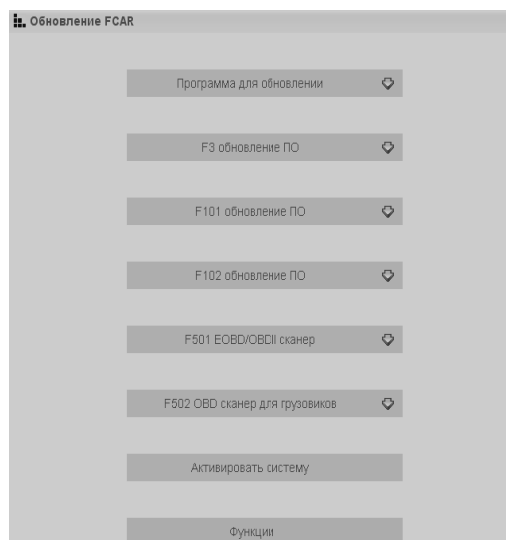 Обновление FCAR
Программа для обновлении
F3 обновление ПО
F101 обновление ПО
F102 обновление ПО
F501 EOBD/OBDII сканер
F502 OBD сканер для грузовиков
Активировать систему
Функции